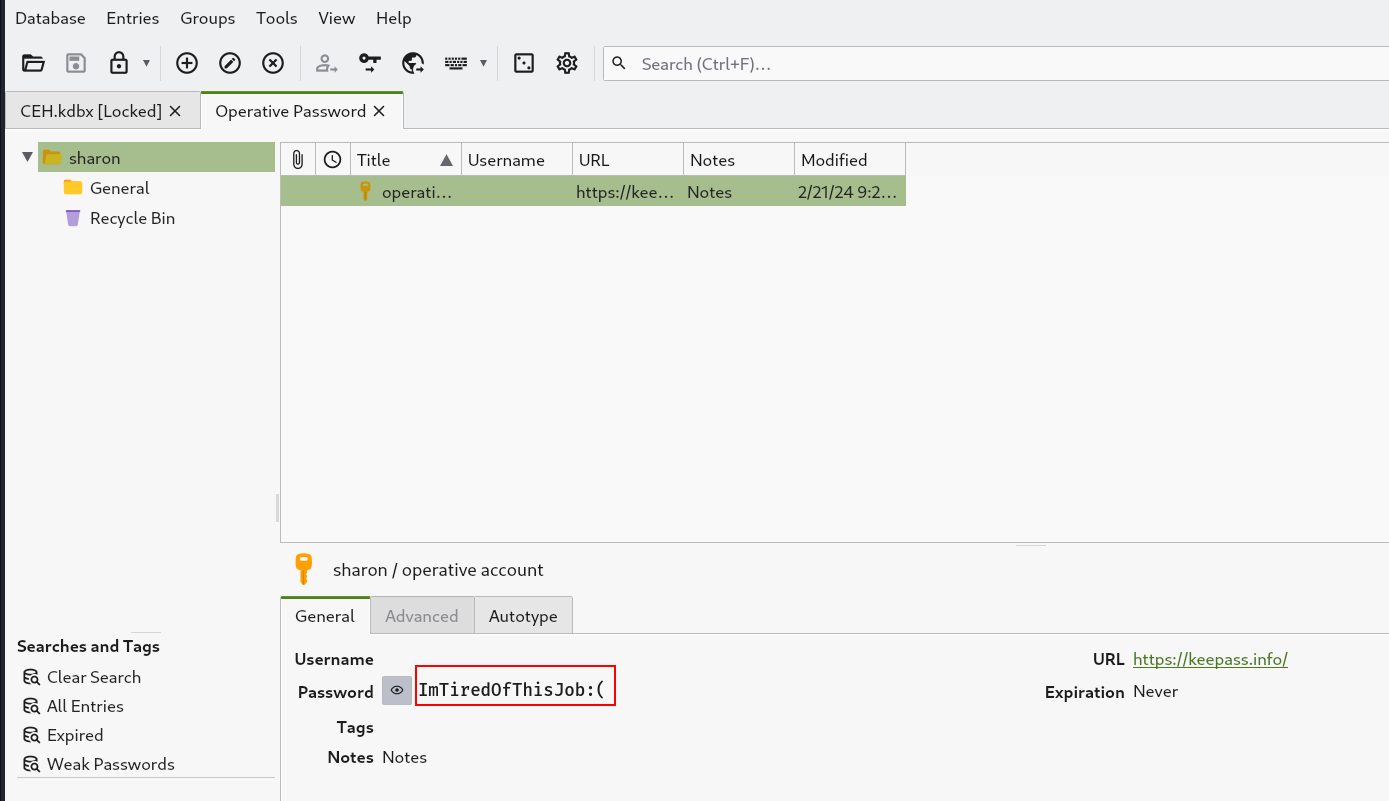 Database Entries Groups Tools View Help
Search (Ctrl+F)...
CEH.kdbx [Locked] Operative Password
sharon
General
Recycle Bin
Title Username URL Notes Modified
operati... https://kee... Notes 2/21/24 9:2...
sharon / operative account
General Advanced Autotype
Username
Password ImTiredOfThisJob:(
Tags
Notes Notes
URL https://keepass.info/
Expiration Never
Searches and Tags
Clear Search
All Entries
Expired
Weak Passwords